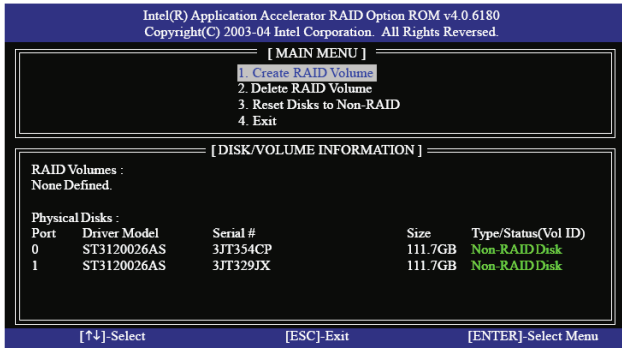 Intel(R) Application Accelerator RAID Option ROM v4.0.6180
Copyright(C) 2003-04 Intel Corporation. All Rights Reversed.
[ MAIN MENU ]
1. Create RAID Volume
2. Delete RAID Volume
3. Reset Disks to Non-RAID
4. Exit
[ DISK/VOLUME INFORMATION ]
RAID Volumes :
None Defined.
Physical Disks :
Port Driver Model Serial # Size Type/Status(Vol ID)
0 ST3120026AS 3JT354CP 111.7GB Non-RAID Disk
1 ST3120026AS 3JT329JX 111.7GB Non-RAID Disk
[↑↓]-Select [ESC]-Exit [ENTER]-Select Menu